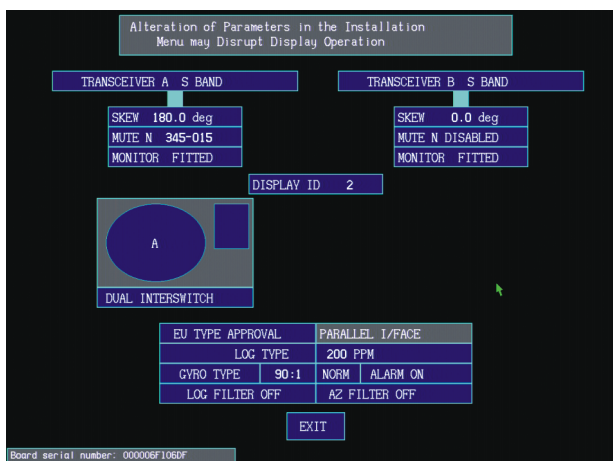 Alteration of Parameters in the Installation
Menu may Disrupt Display Operation
TRANSCEIVER A S BAND
TRANSCEIVER B S BAND
SKEW 180.0 deg
SKEW 0.0 deg
MUTE N 345-015
MUTE N DISABLED
MONITOR FITTED
MONITOR FITTED
DISPLAY ID 2
A
DUAL INTERSWITCH
EU TYPE APPROVAL PARALLEL I/FACE
LOG TYPE 200 PPM
GYRO TYPE 90:1 NORM ALARM ON
LOG FILTER OFF AZ FILTER OFF
EXIT
Board serial number: 000006F106DF